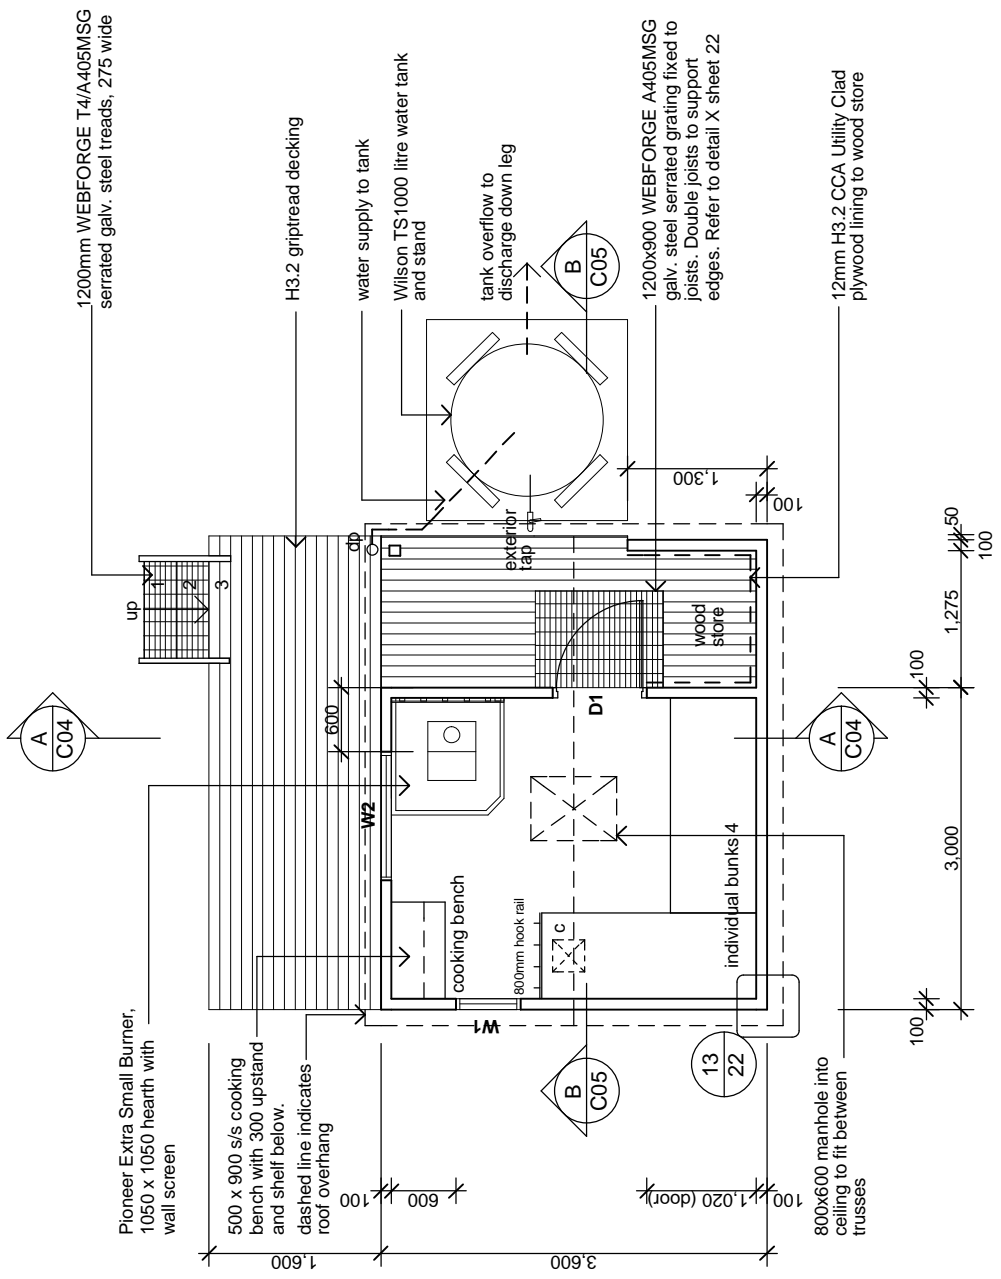 1200mm WEBFORGE T4/A405MSG
serrated galv. steel treads, 275 wide
H3.2 griptread decking
water supply to tank
Wilson TS1000 litre water tank
and stand
tank overflow to
discharge down leg
B
C05
1200x900 WEBFORGE A405MSG
galv. steel serrated grating fixed to
joists. Double joists to support
edges. Refer to detail X sheet 22
12mm H3.2 CCA Utility Clad
plywood lining to wood store
up
1
2
3
dp
exterior
tap
wood
store
1,300
100
50
100
1,275
100
3,000
100
A
C04
600
W2
D1
A
C04
cooking bench
800mm hook rail
c
individual bunks 4
W1
B
C05
13
22
Pioneer Extra Small Burner,
1050 x 1050 hearth with
wall screen
500 x 900 s/s cooking
bench with 300 upstand
and shelf below.
dashed line indicates
roof overhang
800x600 manhole into
ceiling to fit between
trusses
100
600
1,020 (door)
100
1,600
3,600